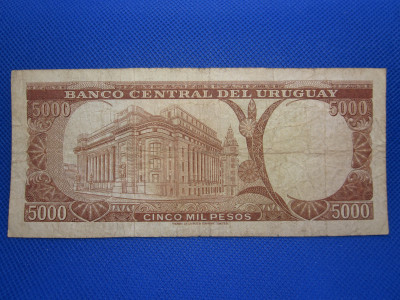 BANCO CENTRAL DEL URUGUAY
5000 5000
5000 CINCO MIL PESOS 5000